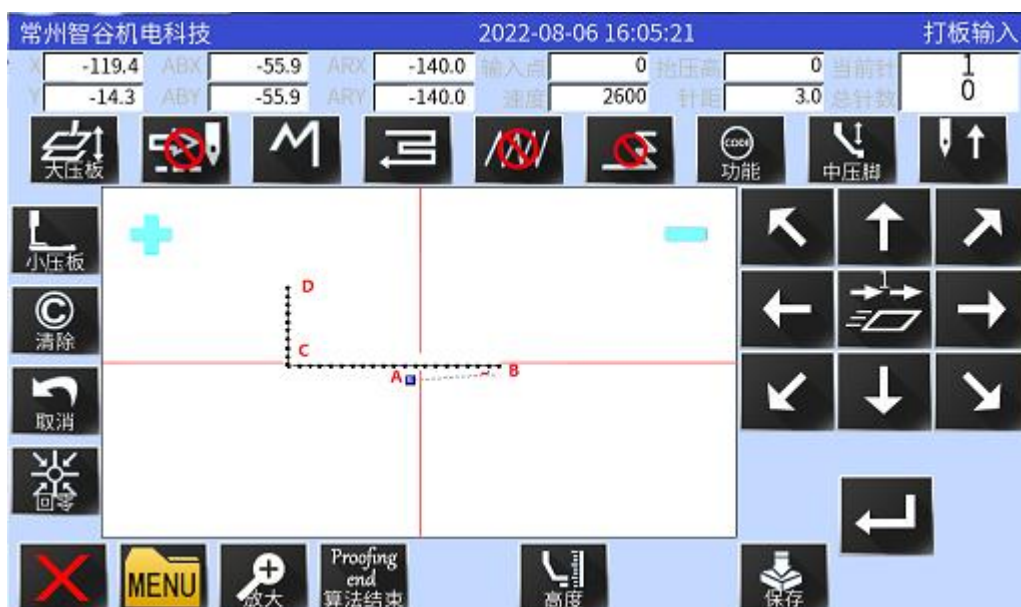 常州智谷机电科技 2022-08-06 16:05:21 打板输入
X -119.4 ABX -55.9 ARX -140.0 输入点 0 抬压高 0 当前针 1
Y -14.3 ABY -55.9 ARY -140.0 速度 2600 针距 3.0 总针数 0
大压板 CODE 功能 中压脚
小压板
D
1
清除
C
A B
取消
回零
MENU 放大 Proofing end 算法结束 高度 保存